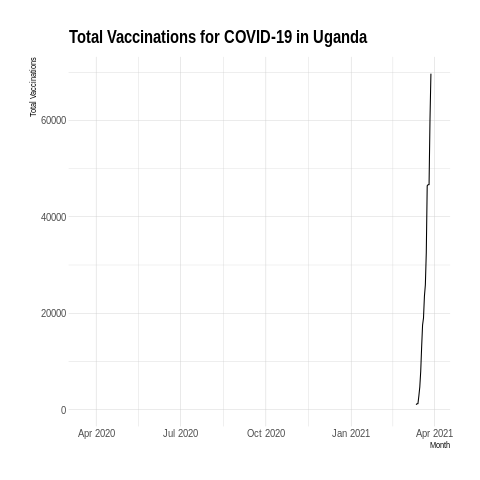 Total Vaccinations for COVID-19 in Uganda
Total Vaccinations
60000
40000
20000
0
Apr 2020 Jul 2020 Oct 2020 Jan 2021 Apr 2021
Month